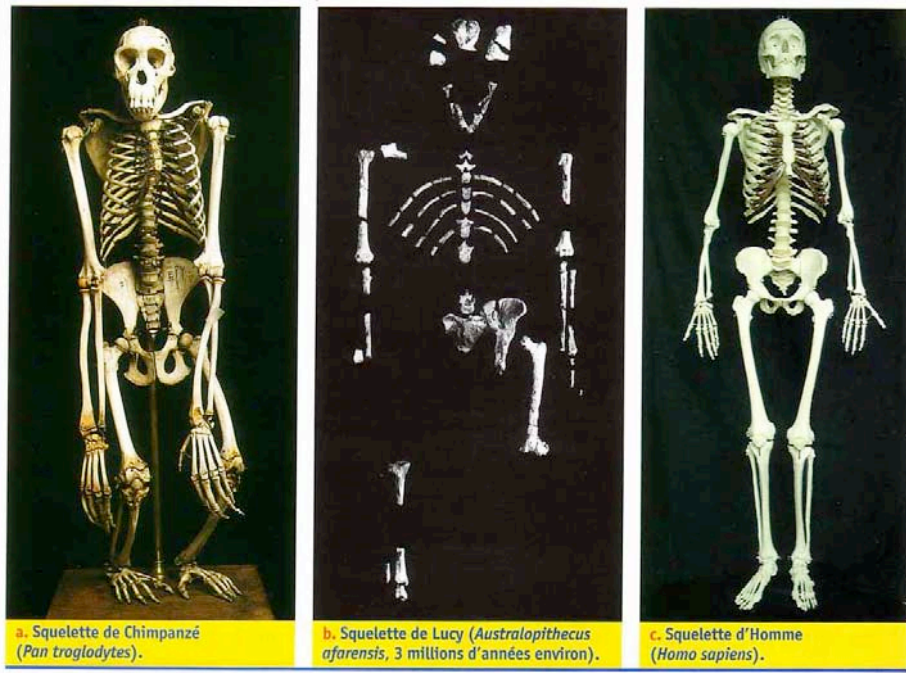 a. Squelette de Chimpanzé
(Pan troglodytes).
b. Squelette de Lucy (Australopithecus
afarensis, 3 millions d'années environ).
c. Squelette d'Homme
(Homo sapiens).